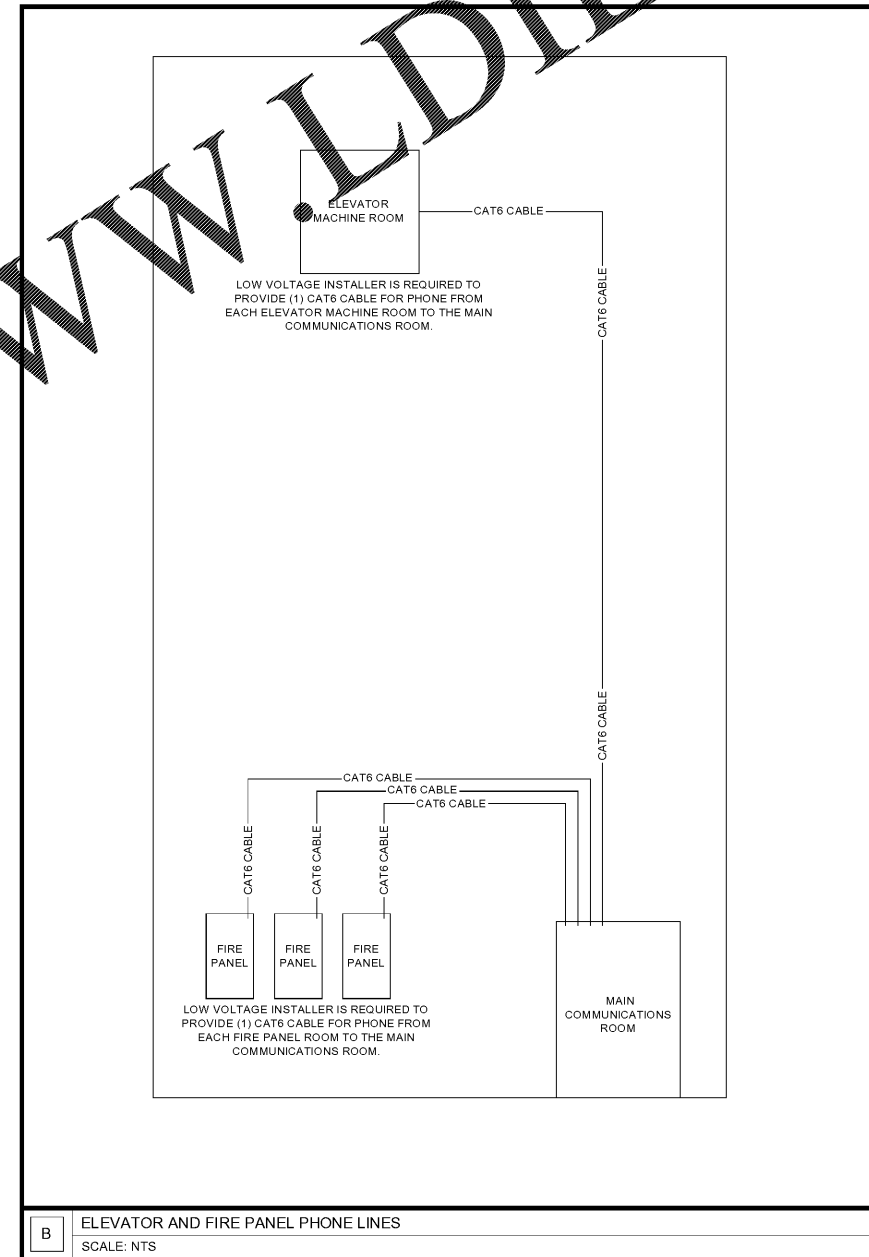 WWW.LD
ELEVATOR
MACHINE ROOM
CAT6 CABLE
CAT6 CABLE
LOW VOLTAGE INSTALLER IS REQUIRED TO
PROVIDE (1) CAT6 CABLE FOR PHONE FROM
EACH ELEVATOR MACHINE ROOM TO THE MAIN
COMMUNICATIONS ROOM.
CAT6 CABLE
CAT6 CABLE
CAT6 CABLE
CAT6 CABLE
CAT6 CABLE
CAT6 CABLE
CAT6 CABLE
FIRE
PANEL
FIRE
PANEL
FIRE
PANEL
LOW VOLTAGE INSTALLER IS REQUIRED TO
PROVIDE (1) CAT6 CABLE FOR PHONE FROM
EACH FIRE PANEL ROOM TO THE MAIN
COMMUNICATIONS ROOM.
MAIN
COMMUNICATIONS
ROOM
B
ELEVATOR AND FIRE PANEL PHONE LINES
SCALE: NTS